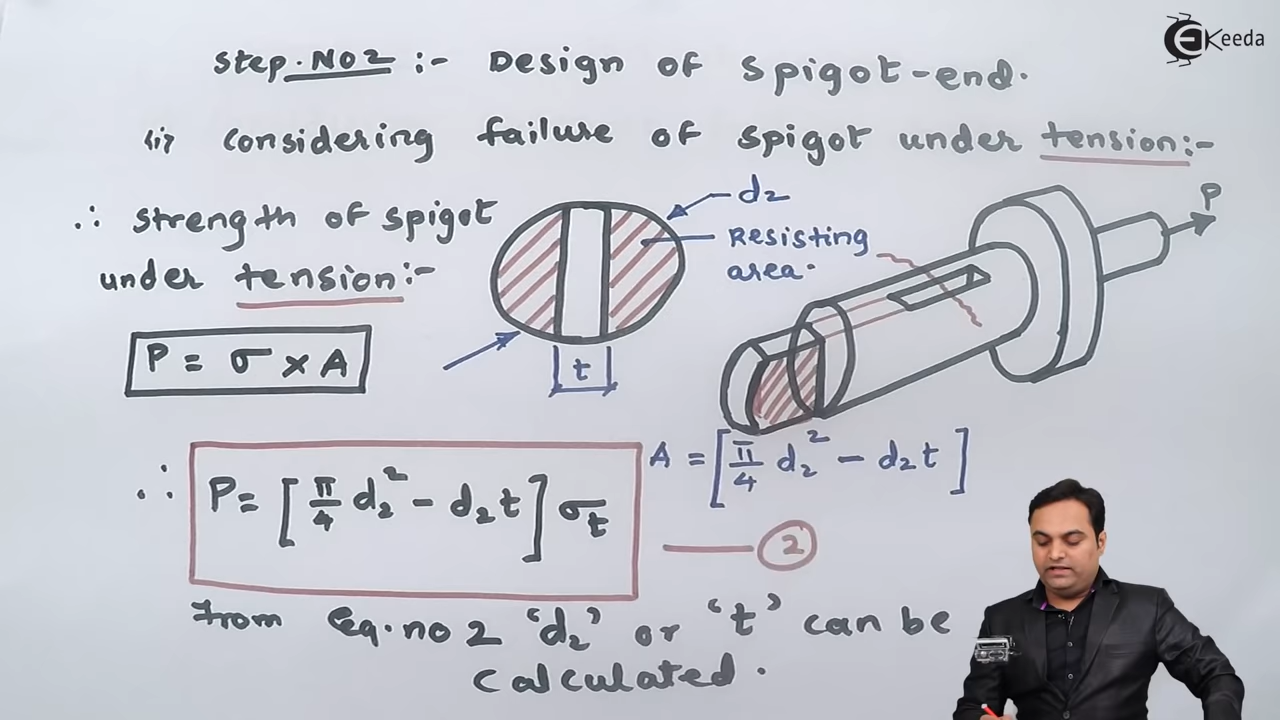 Step.No2 :- Design of spigot-end.
(i) considering failure of spigot under tension:-
∴ strength of spigot
under tension:-
P = σ × A
d2
Resisting
area.
t
P
A = [π/4 d2² - d2t]
∴ P = [π/4 d2² - d2t] σt
2
from Eq.no 2 'd2' or 't' can be
calculated.
EKeeda